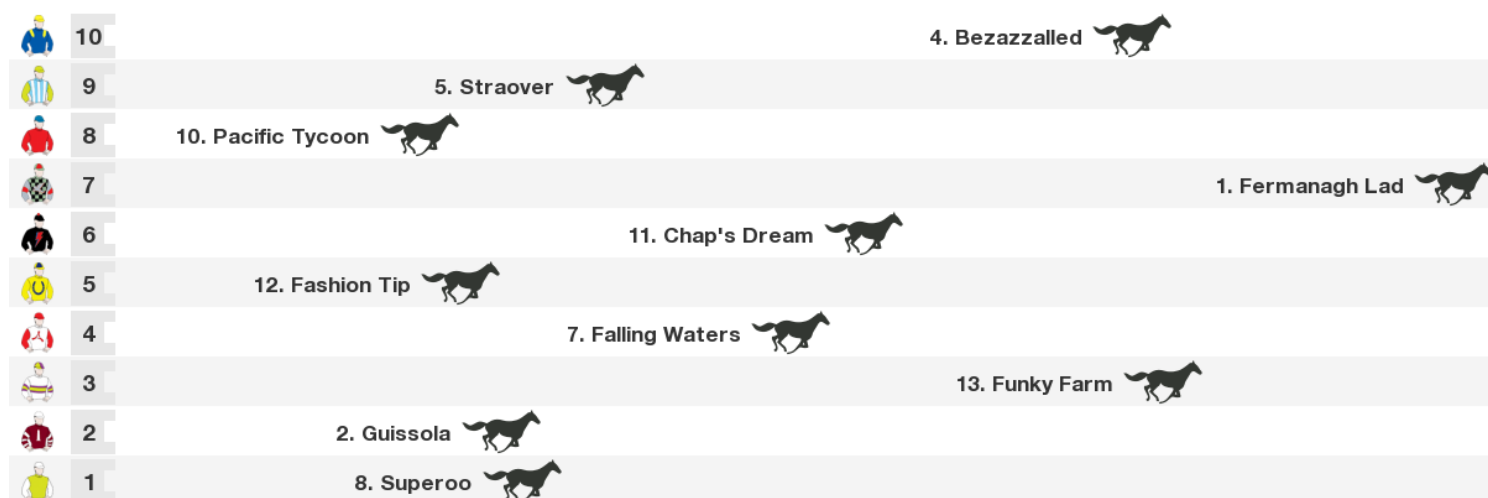 10 4. Bezazzalled
9 5. Straover
8 10. Pacific Tycoon
7 1. Fermanagh Lad
6 11. Chap's Dream
5 12. Fashion Tip
4 7. Falling Waters
3 13. Funky Farm
2 2. Guissola
1 8. Superoo